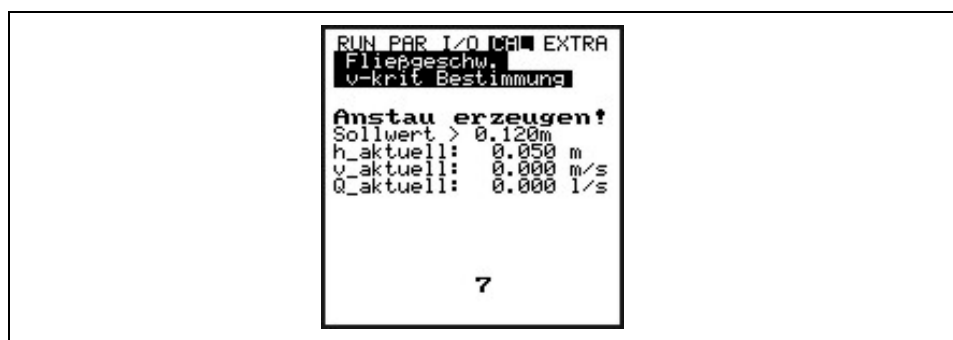 RUN PAR I/O CAL EXTRA
Fließgeschw.
v-krit Bestimmung
Anstau erzeugen!
Sollwert > 0.120m
h_aktuell: 0.050 m
v_aktuell: 0.000 m/s
Q_aktuell: 0.000 l/s
7